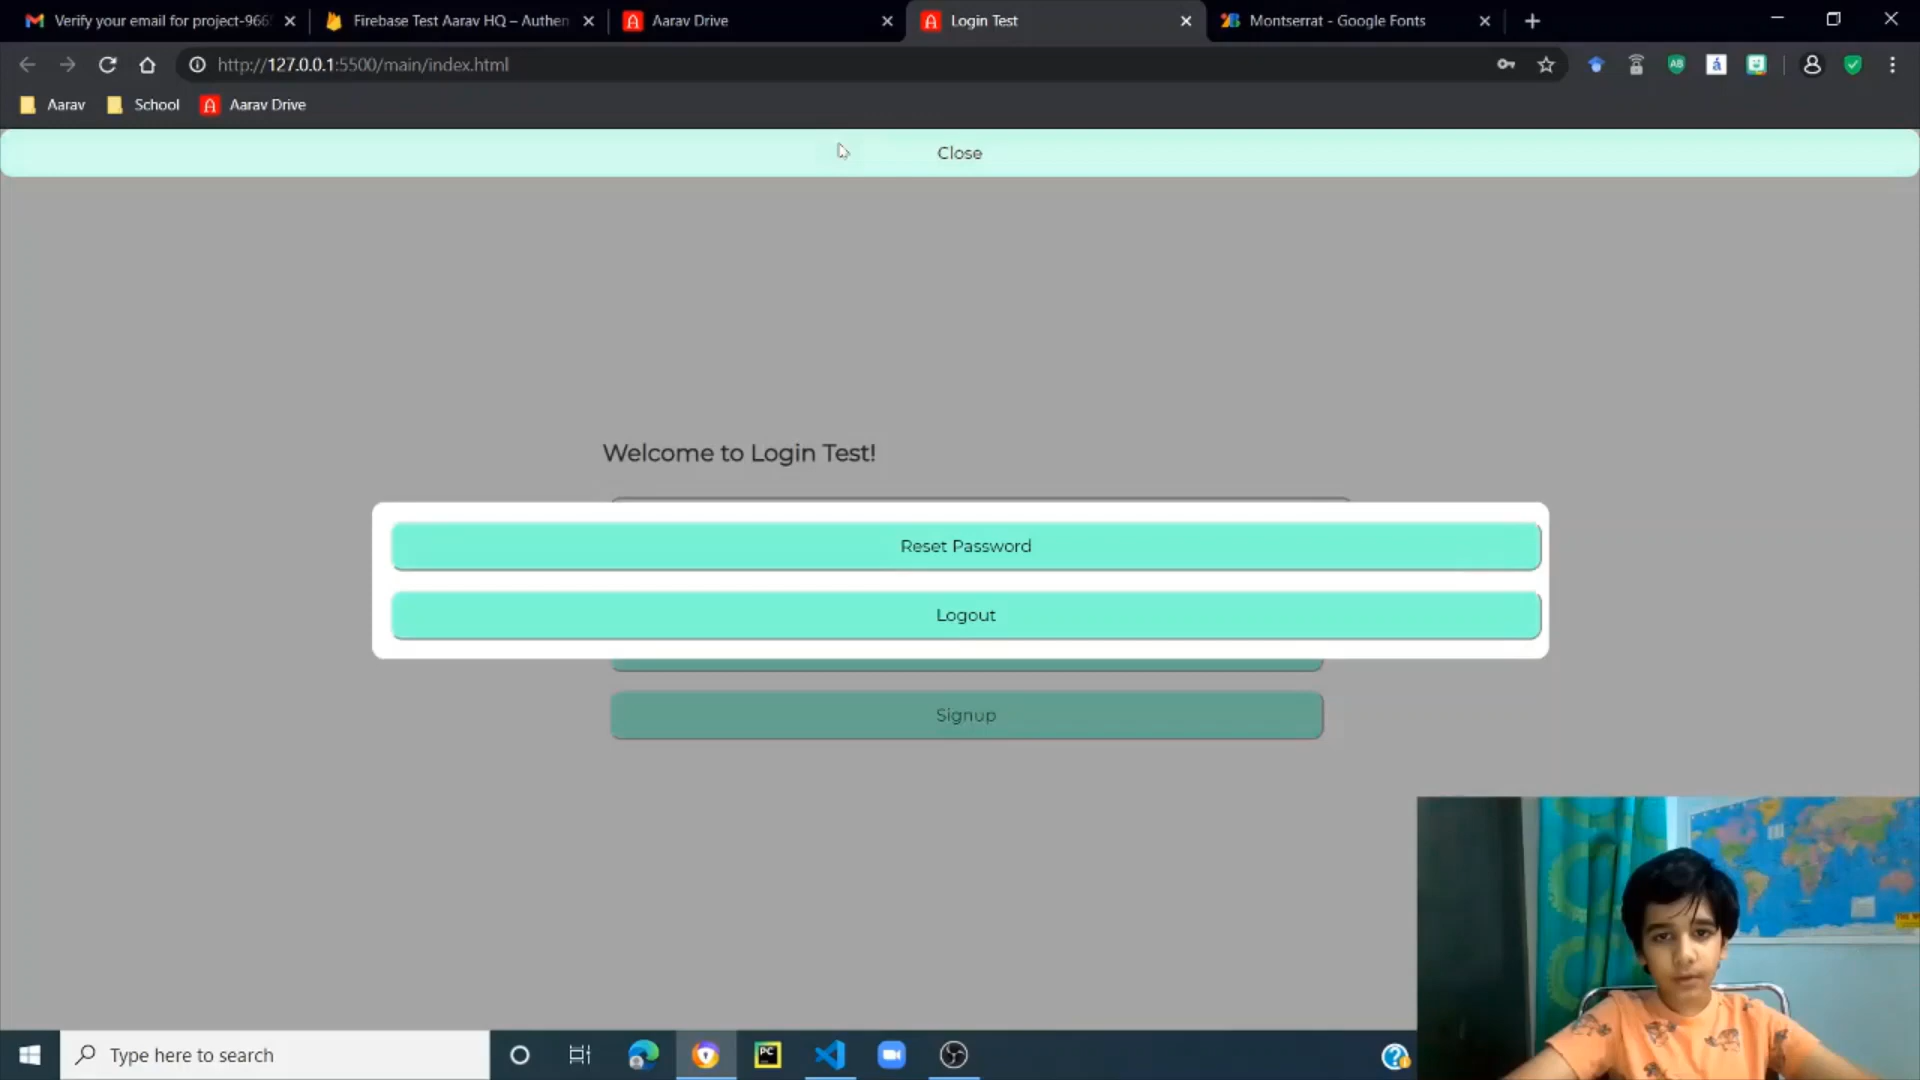 Verify your email for project-966
Firebase Test Aarav HQ – Authen
Aarav Drive
Login Test
Montserrat - Google Fonts
http://127.0.0.1:5500/main/index.html
Aarav
School
Aarav Drive
Close
Welcome to Login Test!
Reset Password
Logout
Signup
Type here to search